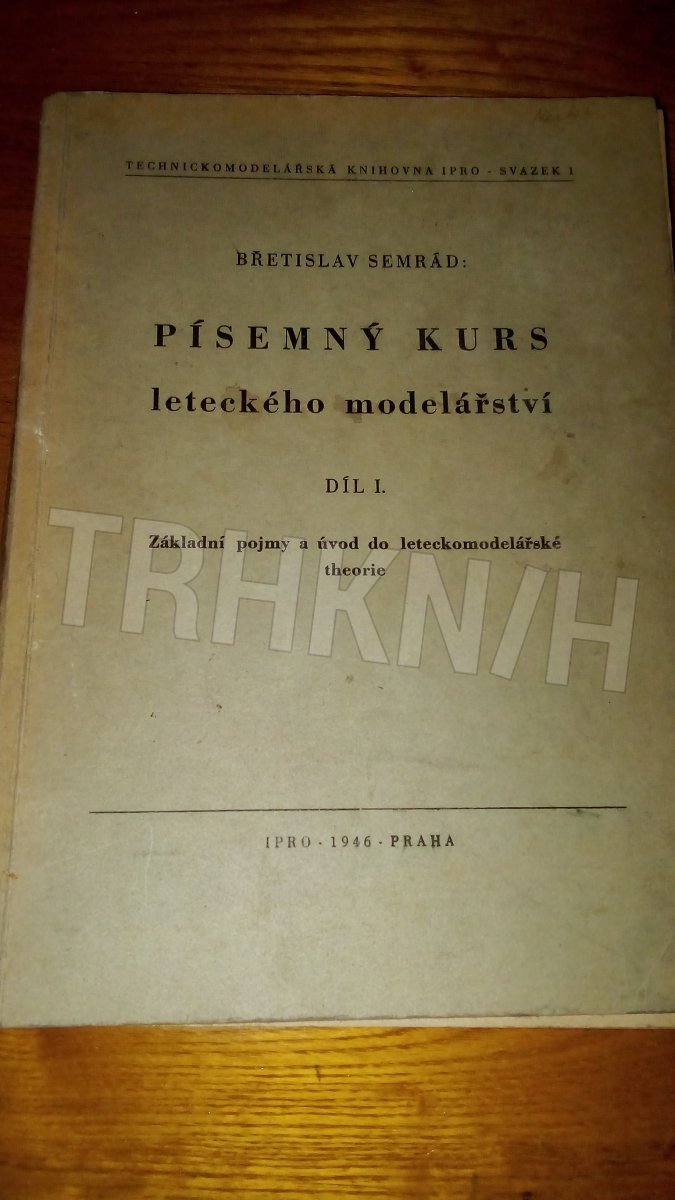 TECHNICKOMODELÁŘSKÁ KNIHOVNA IPRO - SVAZEK 1
BŘETISLAV SEMRÁD:
PÍSEMNÝ KURS
leteckého modelářství
DÍL I.
Základní pojmy a úvod do leteckomodelářské
theorie
TRHKN/H
IPRO · 1946 · PRAHA